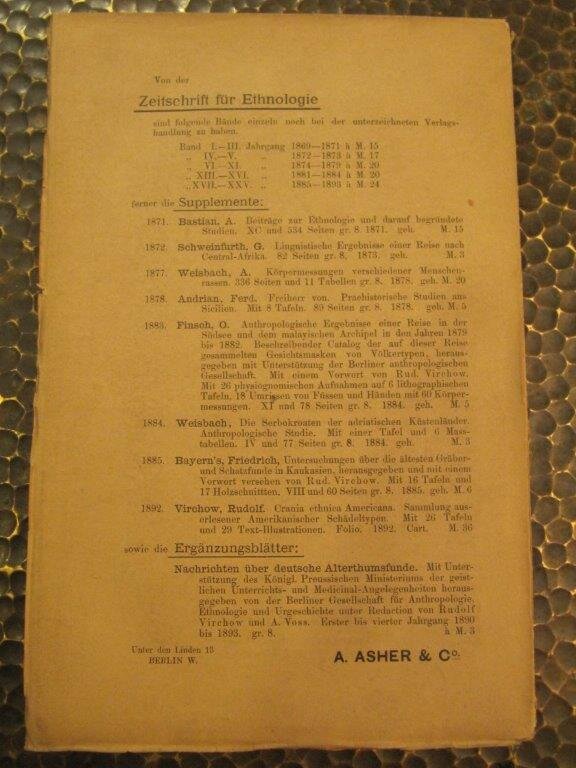 Von der
Zeitschrift für Ethnologie
sind folgende Bände einzeln noch bei der unterzeichneten Verlags-
handlung zu haben.
Band I.—III. Jahrgang 1869—1871 à M. 15
„ IV.—V. „ 1872—1873 à M. 17
„ VI.—XI. „ 1874—1879 à M. 20
„ XIII.—XVI. „ 1881—1884 à M. 20
„ XVII.—XXV. „ 1885—1893 à M. 24
ferner die Supplemente:
1871. Bastian, A. Beiträge zur Ethnologie und darauf begründete
Studien. XC und 534 Seiten gr. 8. 1871. geh. M. 15
1872. Schweinfurth, G. Linguistische Ergebnisse einer Reise nach
Central-Afrika. 82 Seiten gr. 8. 1873. geh. M. 3
1877. Weisbach, A. Körpermessungen verschiedener Menschen-
rassen. 336 Seiten und 11 Tabellen gr. 8. 1878. geh. M. 20
1878. Andrian, Ferd. Freiherr von. Praehistorische Studien aus
Sicilien. Mit 8 Tafeln. 89 Seiten gr. 8. 1878. geh. M. 5
1883. Finsch, O. Anthropologische Ergebnisse einer Reise in der
Südsee und dem malayischen Archipel in den Jahren 1879
bis 1882. Beschreibender Catalog der auf dieser Reise
gesammelten Gesichtsmasken von Völkertypen, heraus-
gegeben mit Unterstützung der Berliner anthropologischen
Gesellschaft. Mit einem Vorwort von Rud. Virchow.
Mit 26 physiognomischen Aufnahmen auf 6 lithographischen
Tafeln, 18 Umrissen von Füssen und Händen mit 60 Körper-
messungen. XI und 78 Seiten gr. 8. 1884. geh. M. 5
1884. Weisbach, Die Serbokroaten der adriatischen Küstenländer.
Anthropologische Studie. Mit einer Tafel und 6 Mass-
tabellen. IV und 77 Seiten gr. 8. 1884. geh. M. 3
1885. Bayern's, Friedrich, Untersuchungen über die ältesten Gräber-
und Schatzfunde in Kaukasien, herausgegeben und mit einem
Vorwort versehen von Rud. Virchow. Mit 16 Tafeln und
17 Holzschnittten. VIII und 60 Seiten gr. 8. 1885. geh. M. 6
1892. Virchow, Rudolf. Crania ethnica Americana. Sammlung aus-
erlesener Amerikanischer Schädeltypen. Mit 26 Tafeln
und 29 Text-Illustrationen. Folio. 1892. Cart. M. 36
sowie die Ergänzungsblätter:
Nachrichten über deutsche Alterthumsfunde. Mit Unter-
stützung des Königl. Preussischen Ministeriums der geist-
lichen Unterrichts- und Medicinal-Angelegenheiten heraus-
gegeben von der Berliner Gesellschaft für Anthropologie,
Ethnologie und Urgeschichte unter Redaction von Rudolf
Virchow und A. Voss. Erster bis vierter Jahrgang 1890
bis 1893. gr. 8. à M. 3
Unter den Linden 13
BERLIN W.
A. ASHER & Co.